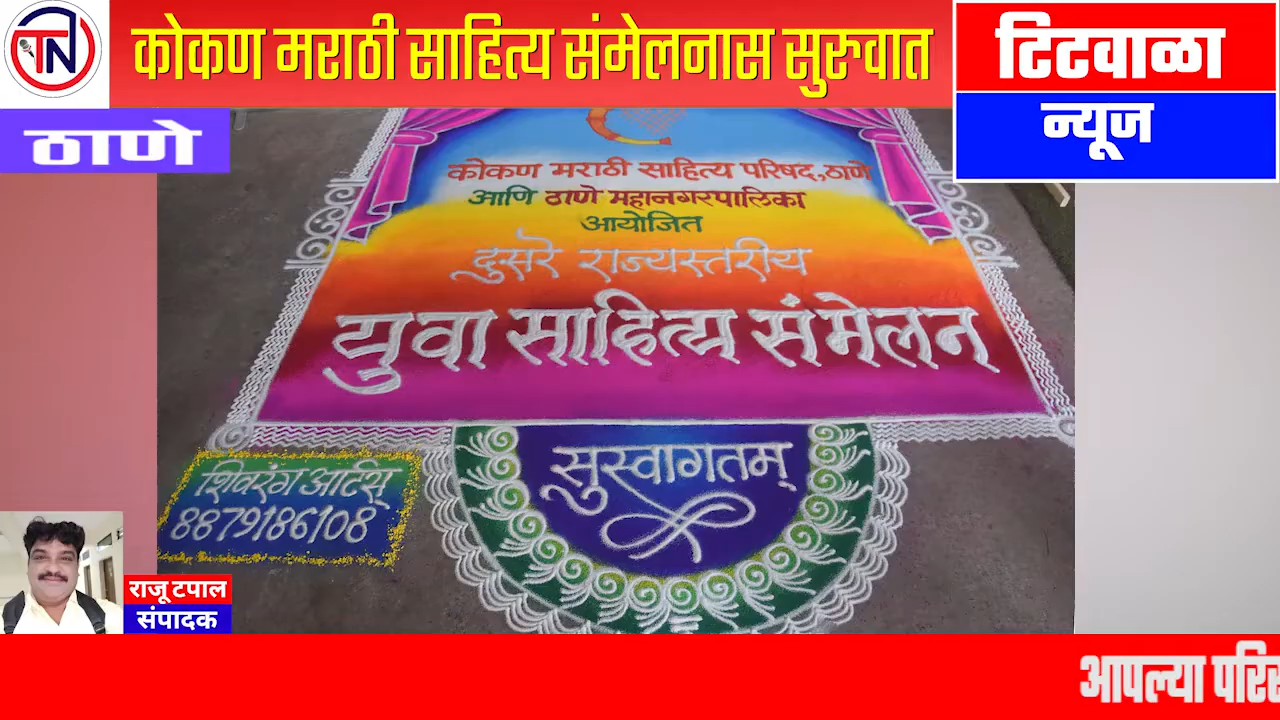 TN
कोकण मराठी साहित्य संमेलनास सुरुवात
टिटवाळा
न्यूज
ठाणे
कोकण मराठी साहित्य परिषद,ठाणे
आणि ठाणे महानगरपालिका
आयोजित
दुसरे राज्यस्तरीय
युवा साहित्य संमेलन
सुस्वागतम्
शिवरंग आर्टस्
8879186108
राजू टपाल
संपादक
आपल्या